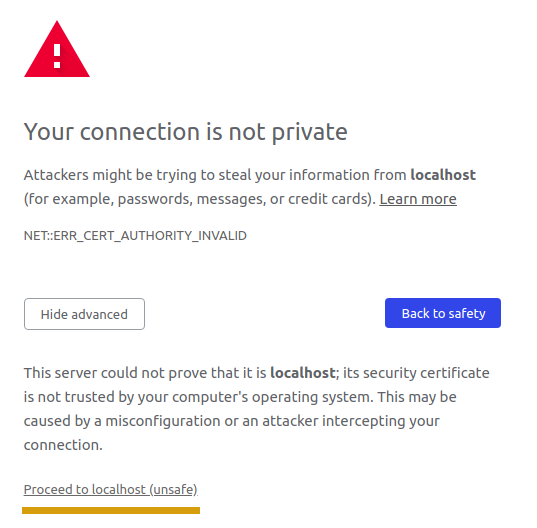 Your connection is not private
Attackers might be trying to steal your information from localhost
(for example, passwords, messages, or credit cards). Learn more
NET::ERR_CERT_AUTHORITY_INVALID
Hide advanced
Back to safety
This server could not prove that it is localhost; its security certificate
is not trusted by your computer's operating system. This may be
caused by a misconfiguration or an attacker intercepting your
connection.
Proceed to localhost (unsafe)